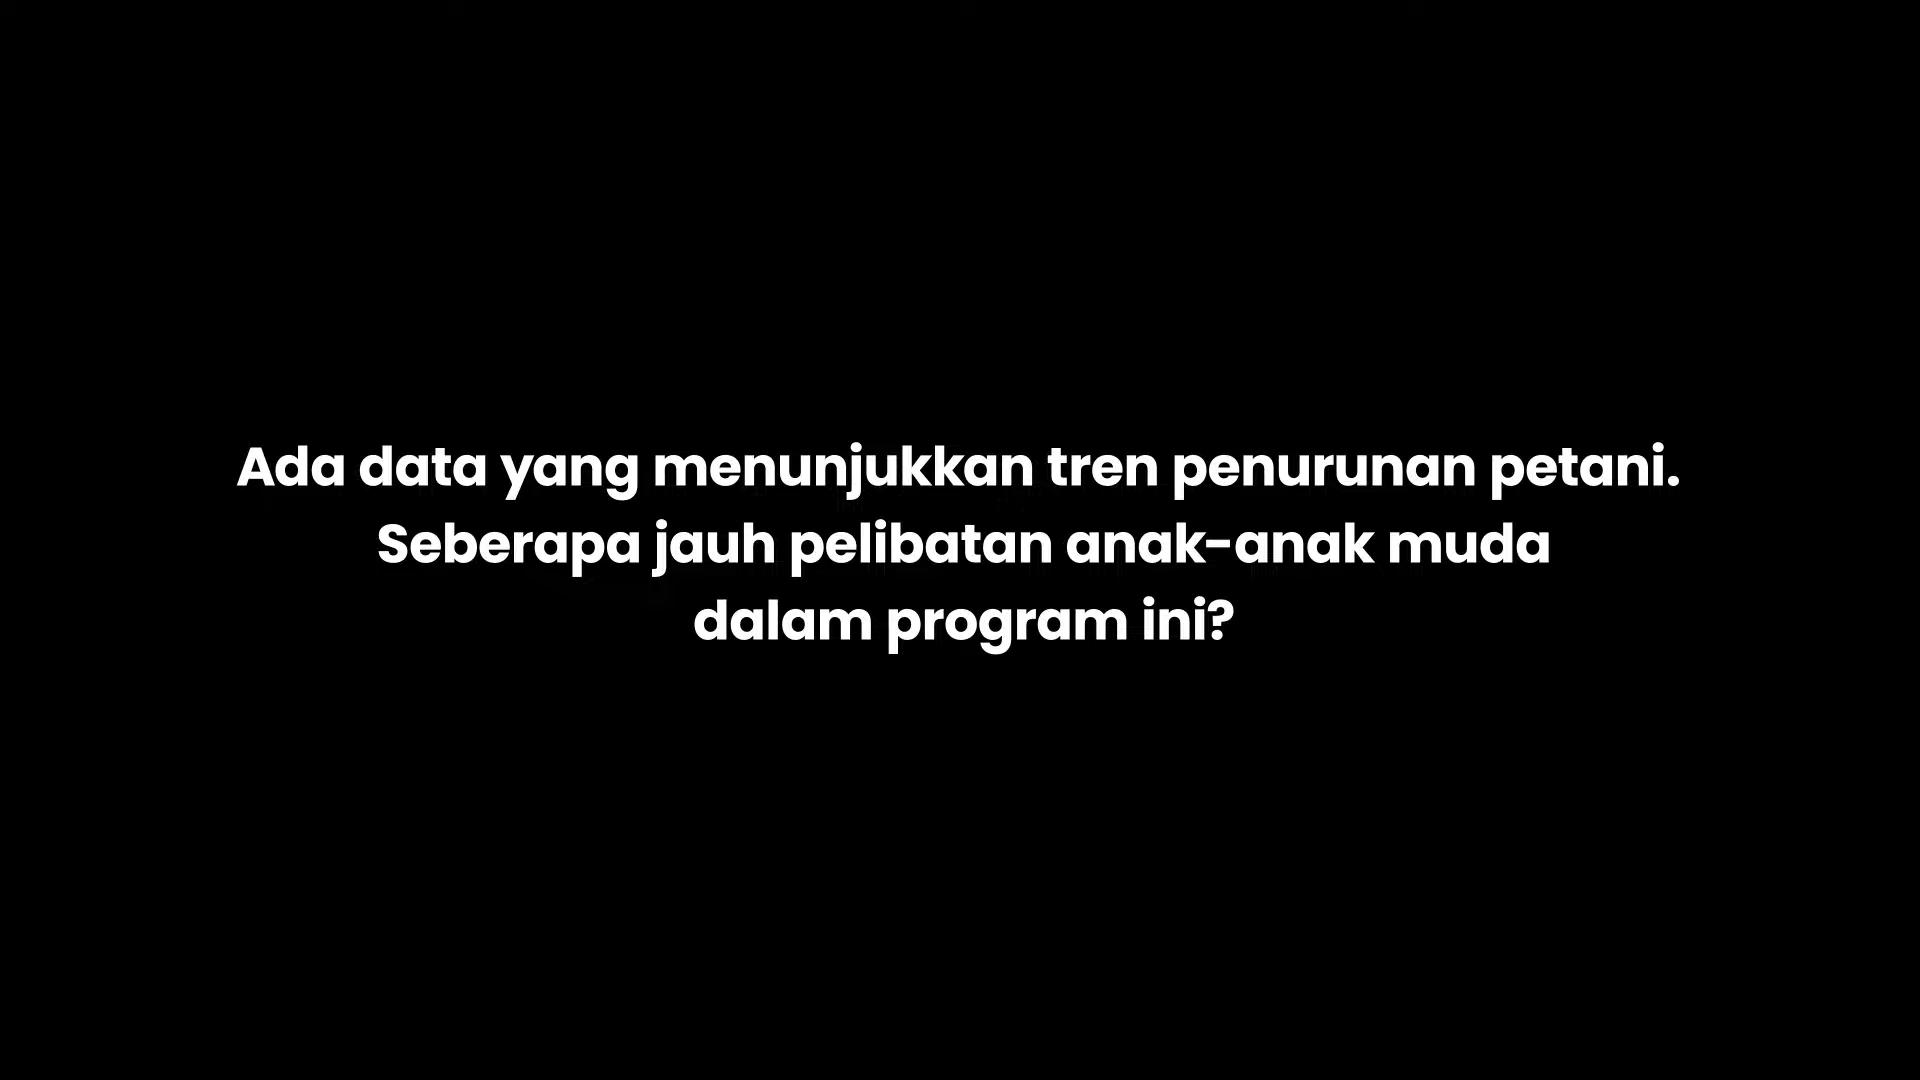 Ada data yang menunjukkan tren penurunan petani.
Seberapa jauh pelibatan anak-anak muda
dalam program ini?